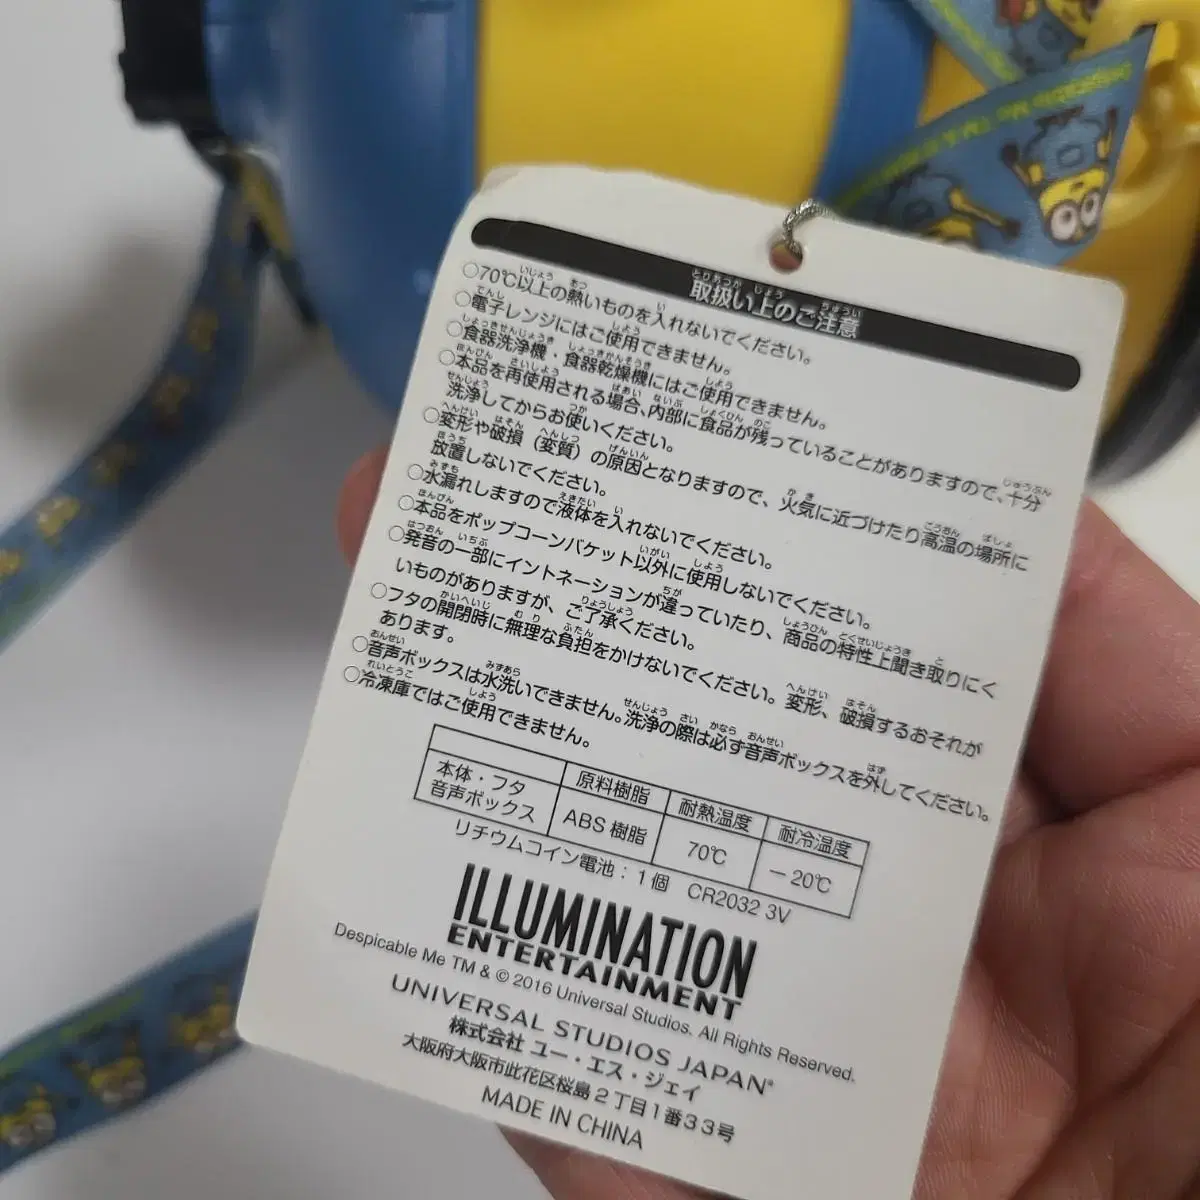 取扱い上のご注意
○70℃以上の熱いものを入れないでください。
○電子レンジにはご使用できません。
○食器洗浄機・食器乾燥機にはご使用できません。
○本品を再使用される場合、内部に食品が残っていることがありますので、十分
洗浄してからお使いください。
○変形や破損（変質）の原因となりますので、火気に近づけたり高温の場所に
放置しないでください。
○水漏れしますので液体を入れないでください。
○本品をポップコーンバケット以外に使用しないでください。
○発音の一部にイントネーションが違っていたり、商品の特性上聞き取りにく
いものがありますが、ご了承ください。
○フタの開閉時に無理な負担をかけないでください。変形、破損するおそれが
あります。
○音声ボックスは水洗いできません。洗浄の際は必ず音声ボックスを外してください。
○冷凍庫ではご使用できません。
原料樹脂 耐熱温度 耐冷温度
本体・フタ
音声ボックス ABS 樹脂 70℃ －20℃
リチウムコイン電池：1個 CR2032 3V
ILLUMINATION
ENTERTAINMENT
Despicable Me TM & © 2016 Universal Studios. All Rights Reserved.
UNIVERSAL STUDIOS JAPAN®
株式会社 ユー・エス・ジェイ
大阪府大阪市此花区桜島２丁目１番３３号
MADE IN CHINA